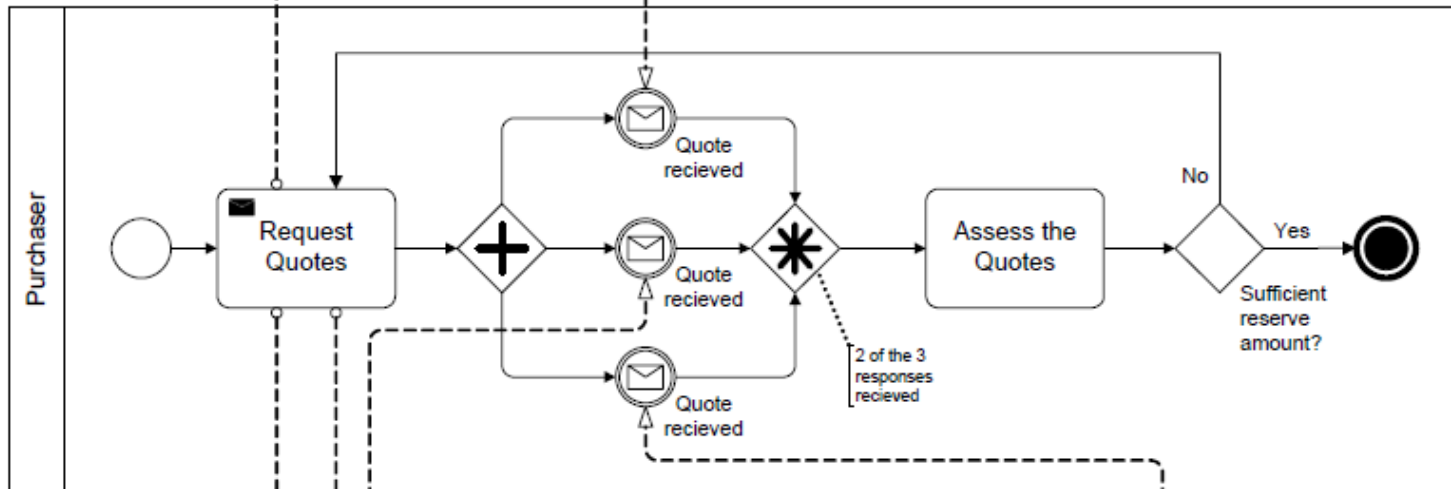 Purchaser
Request
Quotes
Quote
recieved
Quote
recieved
Quote
recieved
2 of the 3
responses
recieved
Assess the
Quotes
No
Yes
Sufficient
reserve
amount?